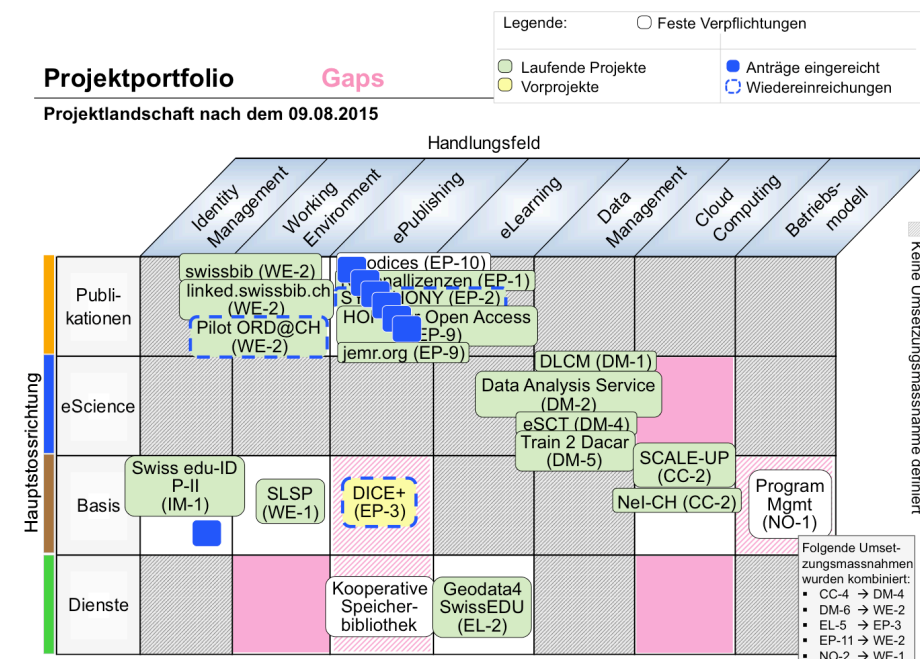 Legende:
Feste Verpflichtungen
Projektportfolio
Gaps
Laufende Projekte
Anträge eingereicht
Vorprojekte
Wiedereinreichungen
Projektlandschaft nach dem 09.08.2015
Handlungsfeld
Identity
Management
Working
Environment
ePublishing
eLearning
Data
Management
Cloud
Computing
Betriebs-
modell
Hauptstossrichtung
Publi-
kationen
swissbib (WE-2)
linked.swissbib.ch
(WE-2)
Pilot ORD@CH
(WE-2)
(EP-10)
(EP-1)
(EP-2)
Open Access
jemr.org (EP-9)
eScience
DLCM (DM-1)
Data Analysis Service
(DM-2)
eSCT (DM-4)
Train 2 Dacar
(DM-5)
Basis
Swiss edu-ID
P-II
(IM-1)
SLSP
(WE-1)
DICE+
(EP-3)
SCALE-UP
(CC-2)
NeI-CH (CC-2)
Program
Mgmt
(NO-1)
Dienste
Kooperative
Speicher-
bibliothek
Geodata4
SwissEDU
(EL-2)
Keine Umsetzungsmassnahme definiert
Folgende Umset-
zungsmassnahmen
wurden kombiniert:
▪ CC-4 → DM-4
▪ DM-6 → WE-2
▪ EL-5 → EP-3
▪ EP-11 → WE-2
▪ NO-2 → WE-1